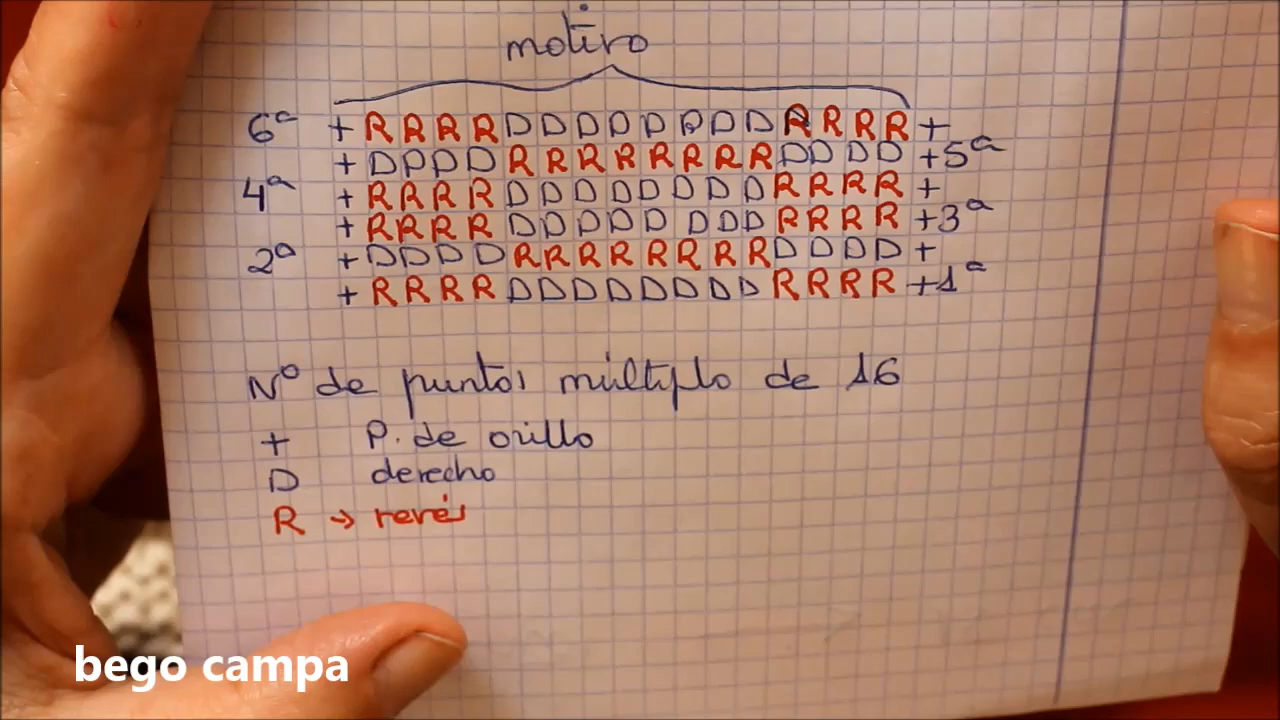 motivo
6ª + R R R R D D D D D D D D R R R R +
+ D D D D R R R R R R R R D D D D + 5ª
4ª + R R R R D D D D D D D D R R R R +
+ R R R R D D D D D D D D R R R R + 3ª
2ª + D D D D R R R R R R R R D D D D +
+ R R R R D D D D D D D D R R R R + 1ª
Nº de puntos múltiplo de 16
+ P. de orillo
D derecho
R → revés
bego campa